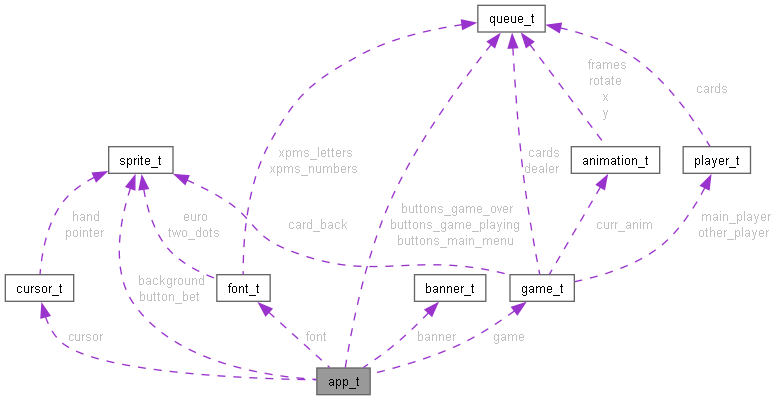 queue_t
frames
rotate
x
y
cards
xpms_letters
xpms_numbers
cards
dealer
sprite_t
animation_t
player_t
hand
pointer
euro
two_dots
card_back
buttons_game_over
buttons_game_playing
buttons_main_menu
curr_anim
main_player
other_player
cursor_t
background
button_bet
font_t
banner_t
game_t
cursor
font
banner
game
app_t